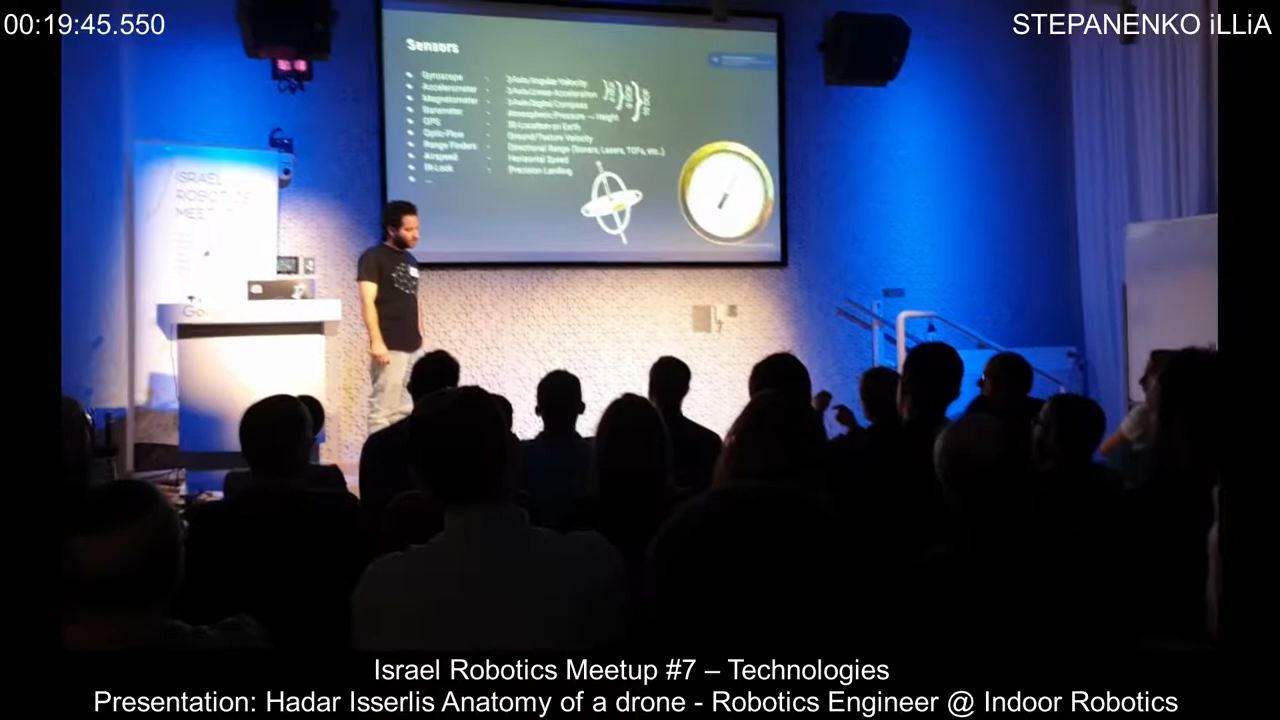 00:19:45.550
STEPANENKO iLLiA
Sensors
Gyroscope - 3 Axis Angular Velocity
Accelerometer - 3 Axis Linear Acceleration
Magnetometer - 3 Axis Digital Compass
Barometer - Atmospheric Pressure → Height
GPS - 3D Location on Earth
Optic Flow - Ground/Texture Velocity
Range Finders - Directional Range (Sonars, Lasers, TOFs, etc.)
Airspeed - Horizontal Speed
IR-Lock - Precision Landing
...
ISRAEL
ROBOTICS
Israel Robotics Meetup #7 – Technologies
Presentation: Hadar Isserlis Anatomy of a drone - Robotics Engineer @ Indoor Robotics